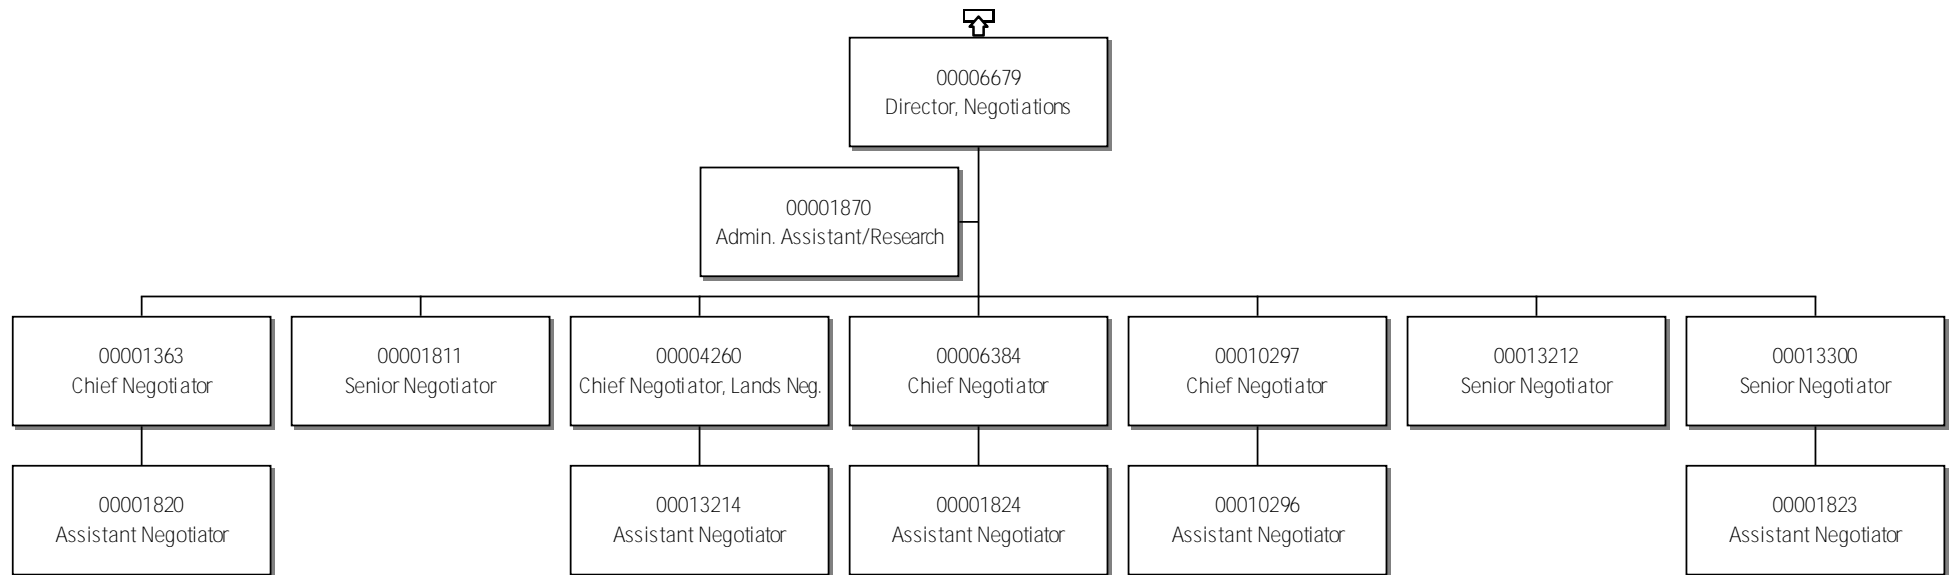 00006679
Director, Negotiations
00001870
Admin. Assistant/Research
00001363
Chief Negotiator
00001811
Senior Negotiator
00004260
Chief Negotiator, Lands Neg.
00006384
Chief Negotiator
00010297
Chief Negotiator
00013212
Senior Negotiator
00013300
Senior Negotiator
00001820
Assistant Negotiator
00013214
Assistant Negotiator
00001824
Assistant Negotiator
00010296
Assistant Negotiator
00001823
Assistant Negotiator